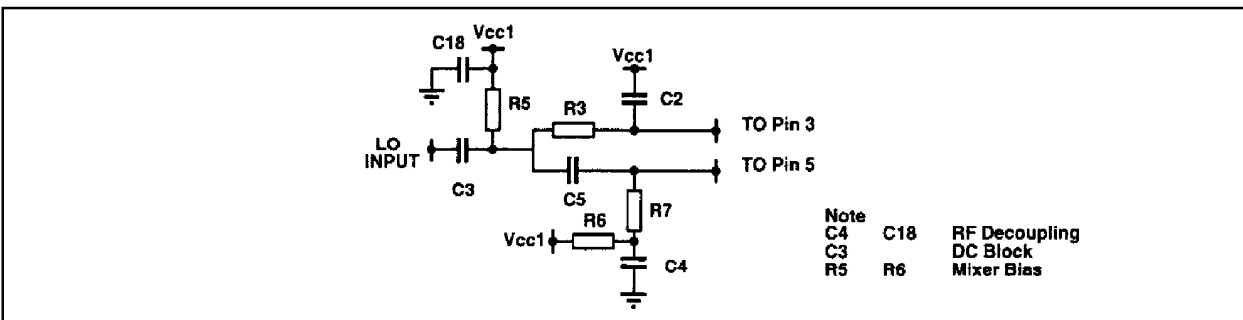 C18
Vcc1
Vcc1
R5
R3
C2
TO Pin 3
LO
INPUT
TO Pin 5
C3
C5
R7
R6
Vcc1
C4
Note
C4 C18 RF Decoupling
C3 DC Block
R5 R6 Mixer Bias